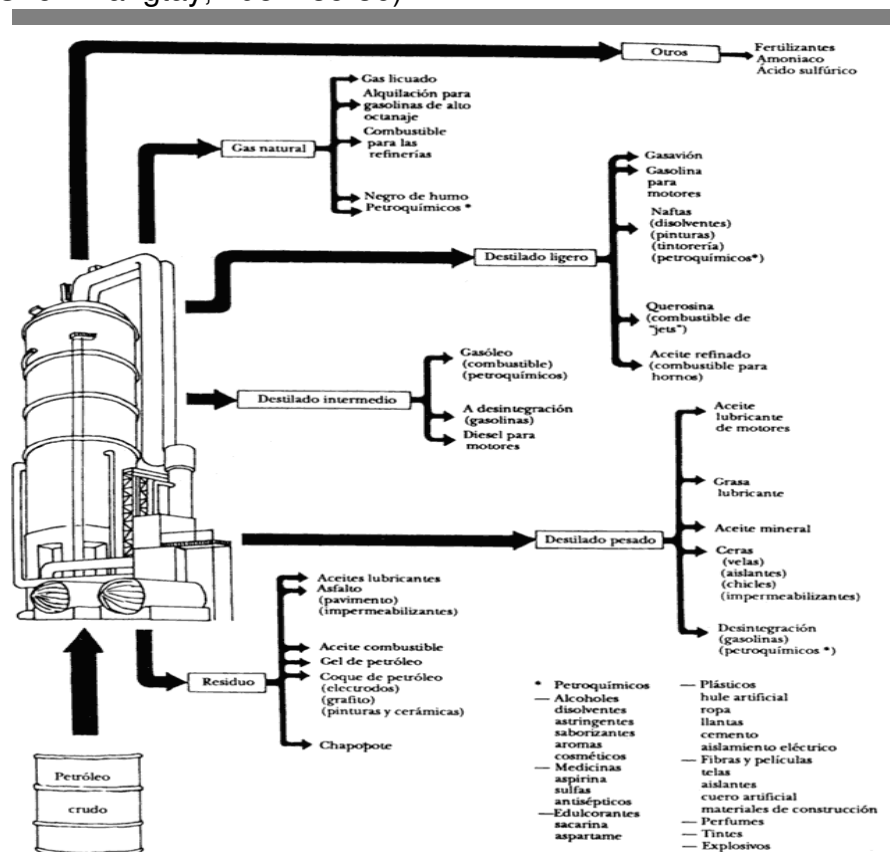 Otros
Fertilizantes
Amoniaco
Ácido sulfúrico
Gas natural
Gas licuado
Alquilación para
gasolinas de alto
octanaje
Combustible
para las
refinerías
Negro de humo
Petroquímicos *
Destilado ligero
Gasavión
Gasolina
para
motores
Naftas
(disolventes)
(pinturas)
(tintorería)
(petroquímicos*)
Querosina
(combustible de
"jets")
Aceite refinado
(combustible para
hornos)
Destilado intermedio
Gasóleo
(combustible)
(petroquímicos)
A desintegración
(gasolinas)
Diesel para
motores
Destilado pesado
Aceite
lubricante
de motores
Grasa
lubricante
Aceite mineral
Ceras
(velas)
(aislantes)
(chicles)
(impermeabilizantes)
Desintegración
(gasolinas)
(petroquímicos *)
Residuo
Aceites lubricantes
Asfalto
(pavimento)
(impermeabilizantes)
Aceite combustible
Gel de petróleo
Coque de petróleo
(electrodos)
(grafito)
(pinturas y cerámicas)
Chapopote
Petróleo
crudo
* Petroquímicos
— Alcoholes
disolventes
astringentes
saborizantes
aromas
cosméticos
— Medicinas
aspirina
sulfas
antisépticos
—Edulcorantes
sacarina
aspartame
— Plásticos
hule artificial
ropa
llantas
cemento
aislamiento eléctrico
— Fibras y películas
telas
aislantes
cuero artificial
materiales de construcción
— Perfumes
— Tintes
— Explosivos